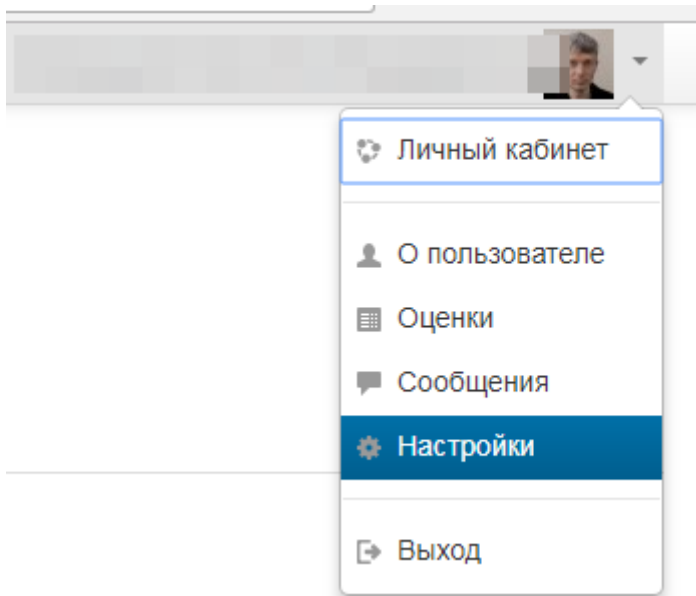 Личный кабинет
О пользователе
Оценки
Сообщения
Настройки
Выход